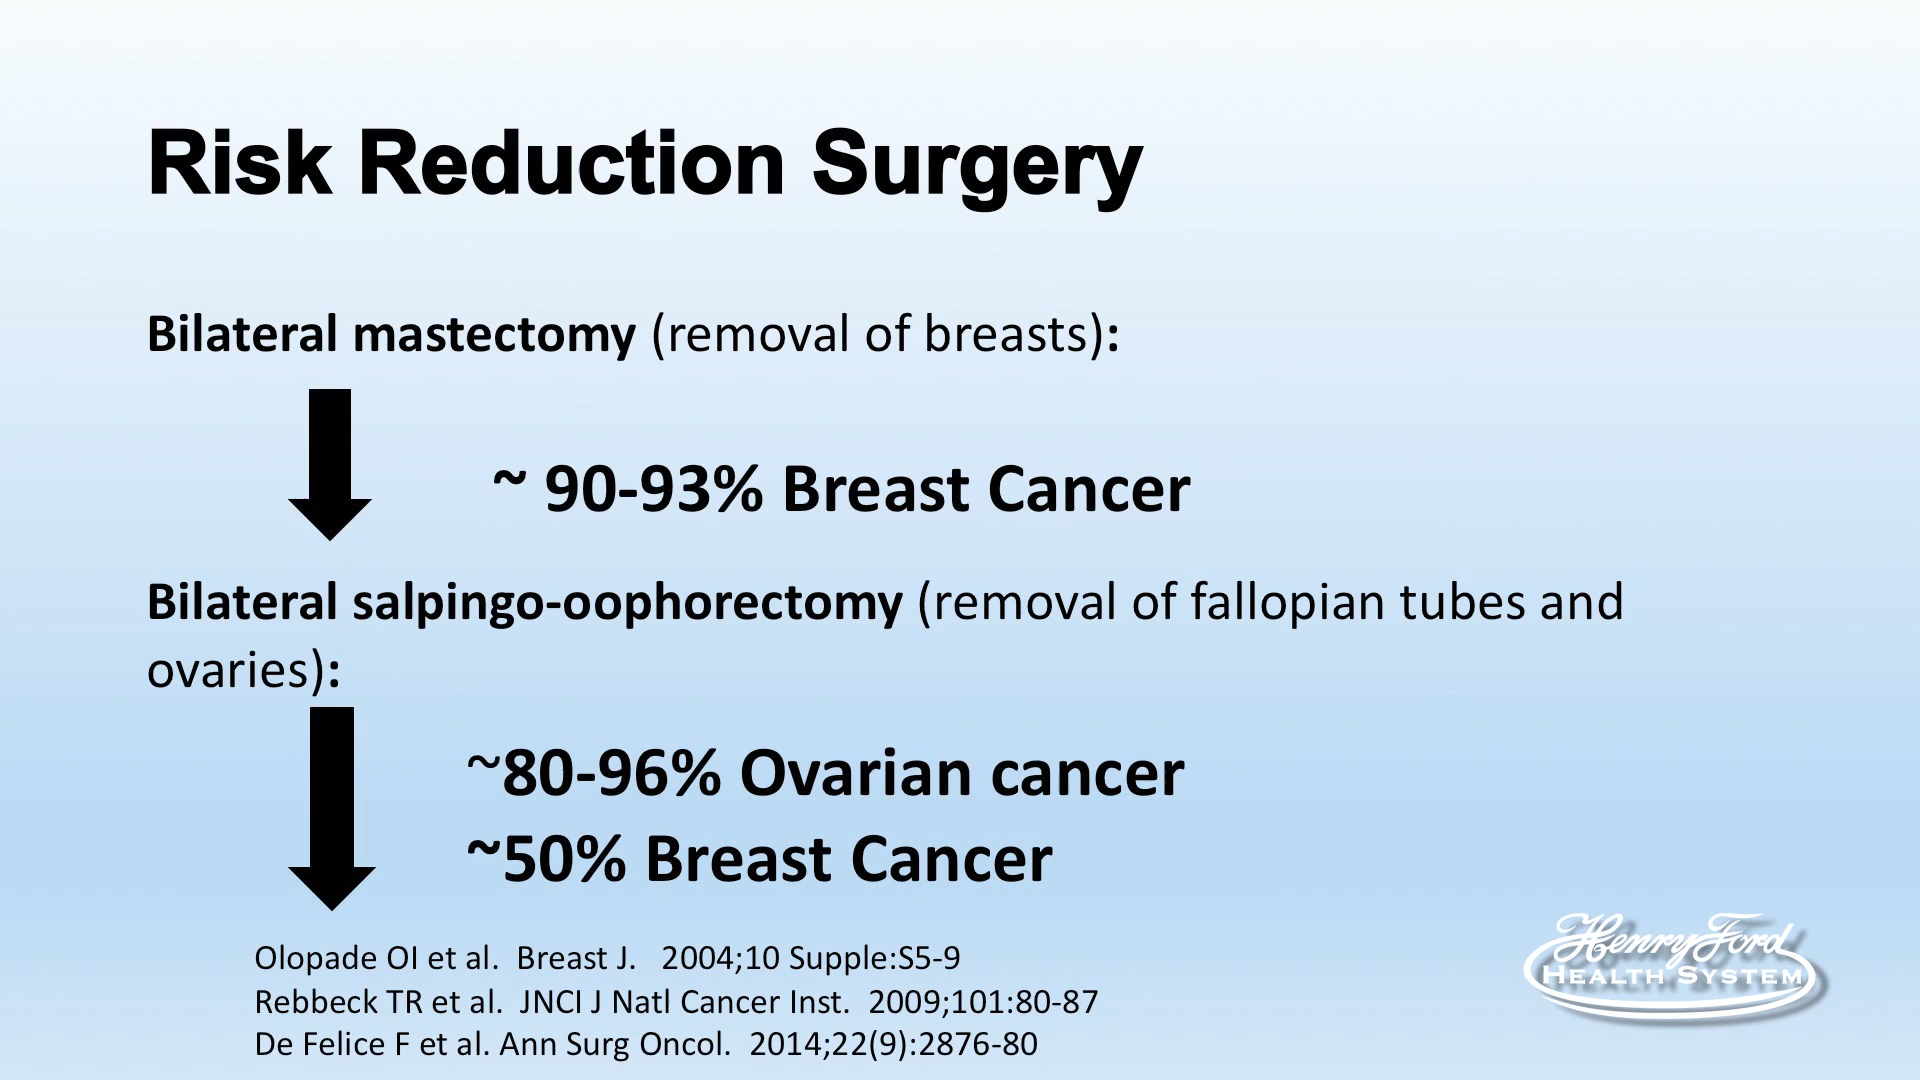 Risk Reduction Surgery
Bilateral mastectomy (removal of breasts):
~ 90-93% Breast Cancer
Bilateral salpingo-oophorectomy (removal of fallopian tubes and
ovaries):
~80-96% Ovarian cancer
~50% Breast Cancer
Olopade OI et al.  Breast J.   2004;10 Supple:S5-9
Rebbeck TR et al.  JNCI J Natl Cancer Inst.  2009;101:80-87
De Felice F et al. Ann Surg Oncol.  2014;22(9):2876-80
Henry Ford
HEALTH SYSTEM